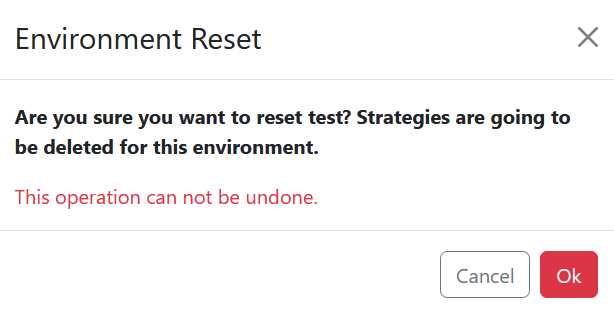 Environment Reset
Are you sure you want to reset test? Strategies are going to
be deleted for this environment.
This operation can not be undone.
Cancel
Ok